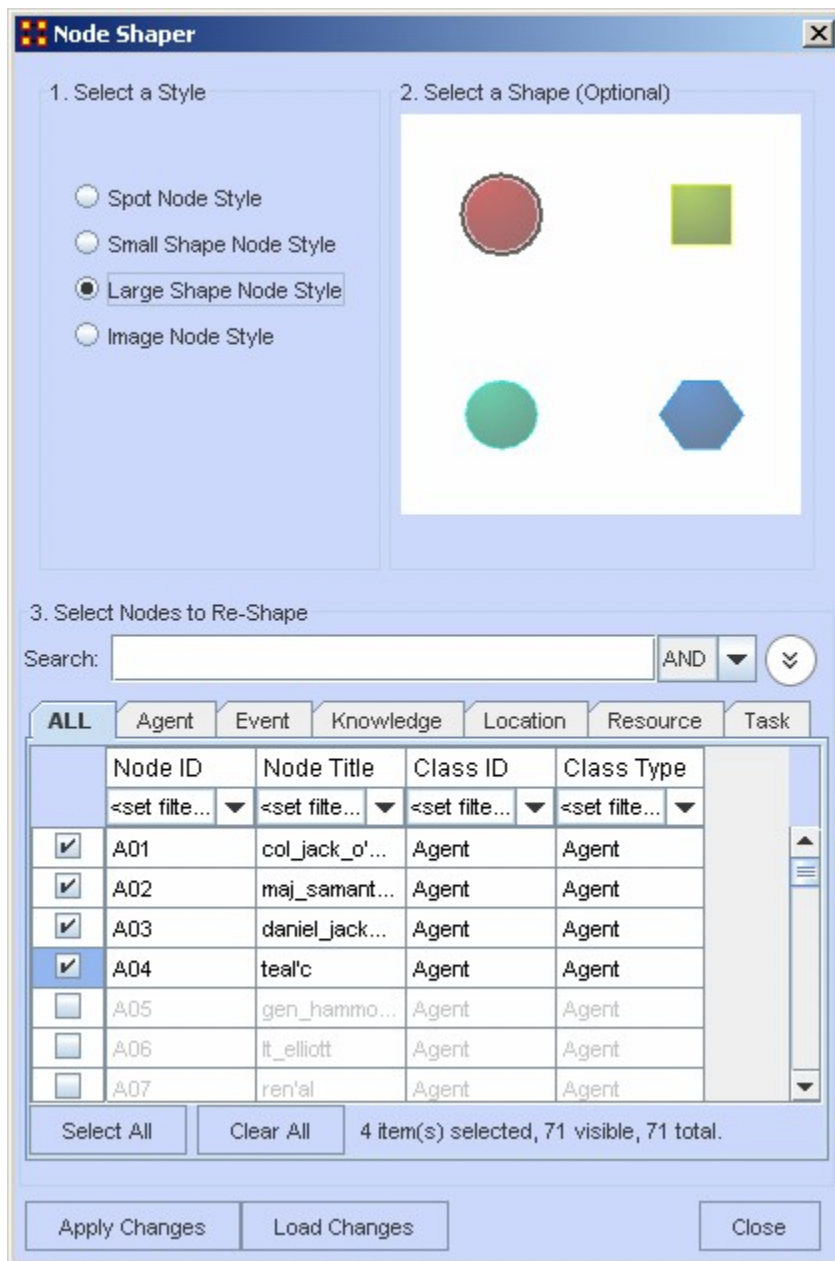 Node Shaper
1. Select a Style
Spot Node Style
Small Shape Node Style
Large Shape Node Style
Image Node Style
2. Select a Shape (Optional)
3. Select Nodes to Re-Shape
Search: AND
ALL Agent Event Knowledge Location Resource Task
Node ID Node Title Class ID Class Type
<set filte... <set filte... <set filte... <set filte...
A01 col_jack_o'... Agent Agent
A02 maj_samant... Agent Agent
A03 daniel_jack... Agent Agent
A04 teal'c Agent Agent
A05 gen_hammo... Agent Agent
A06 lt_elliott Agent Agent
A07 ren'al Agent Agent
Select All Clear All 4 item(s) selected, 71 visible, 71 total.
Apply Changes Load Changes Close